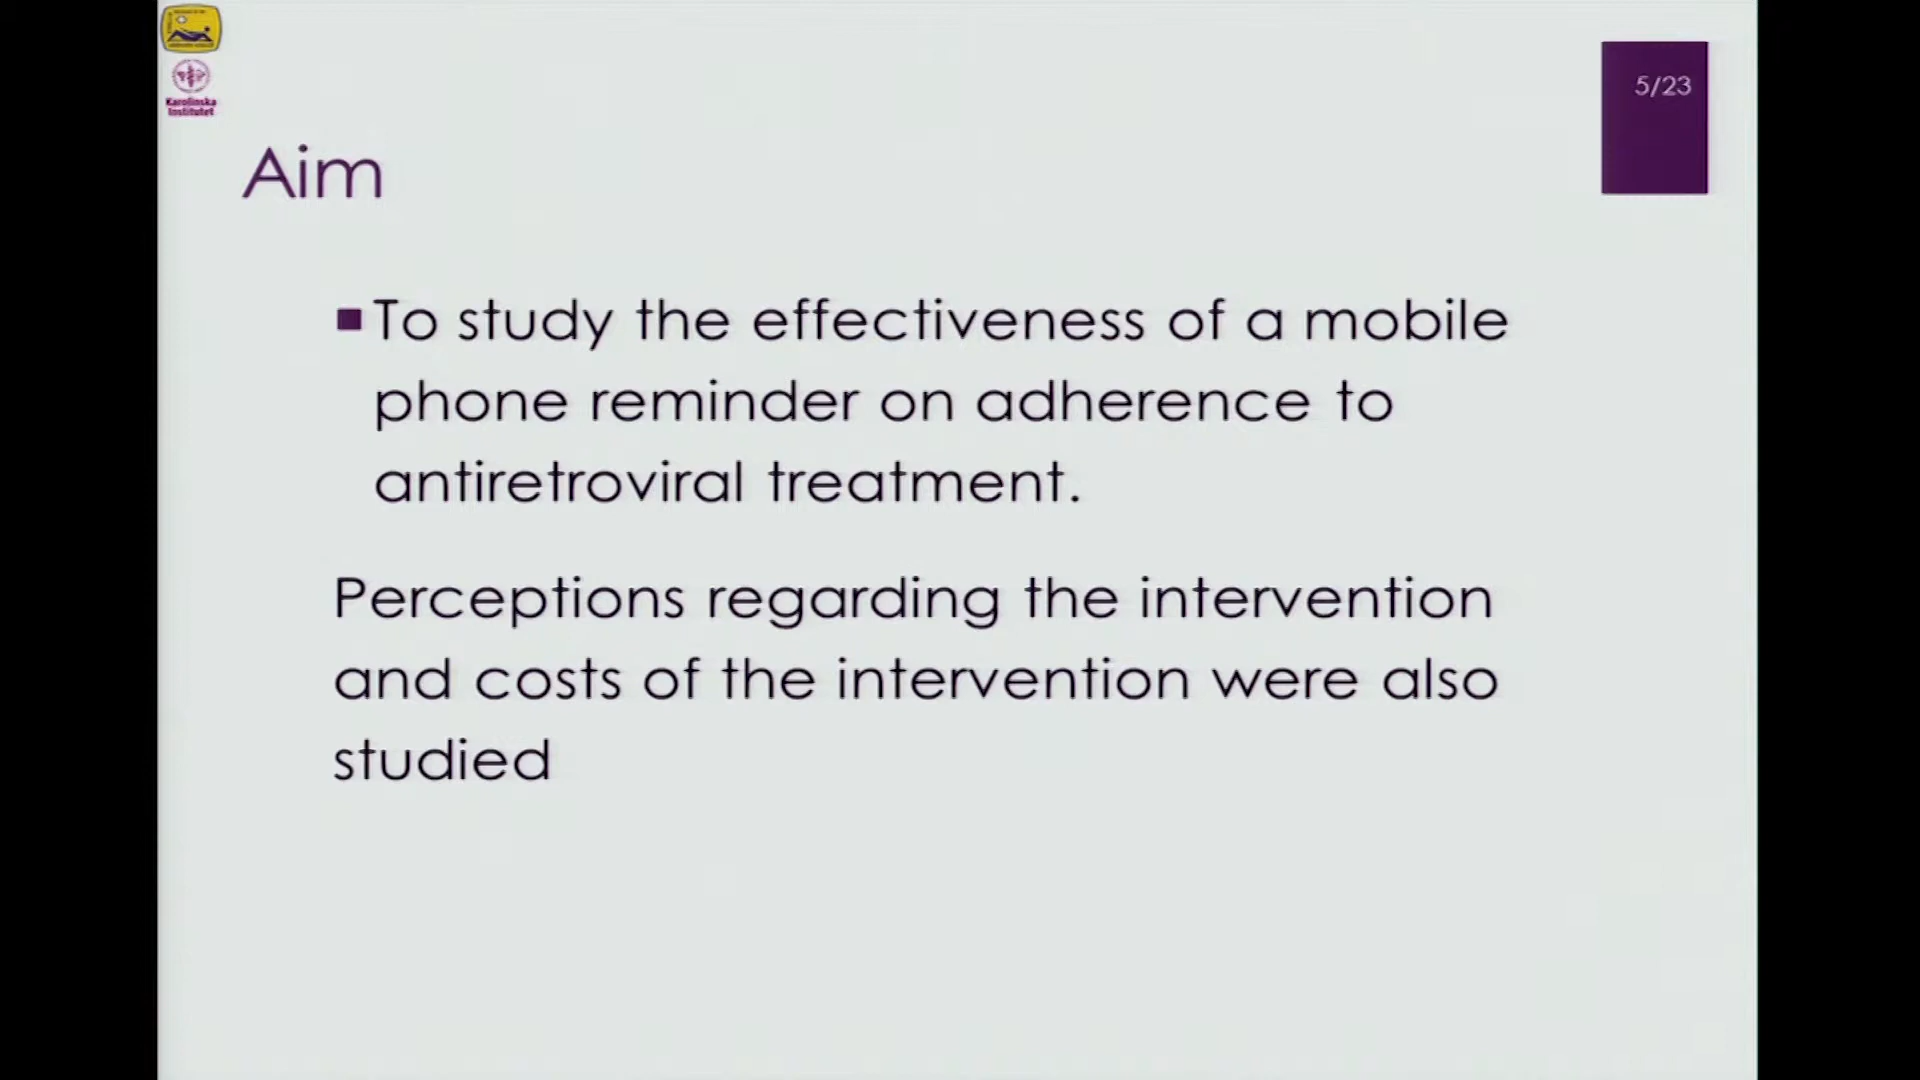 Karolinska
Institutet
5/23
Aim
To study the effectiveness of a mobile
phone reminder on adherence to
antiretroviral treatment.
Perceptions regarding the intervention
and costs of the intervention were also
studied